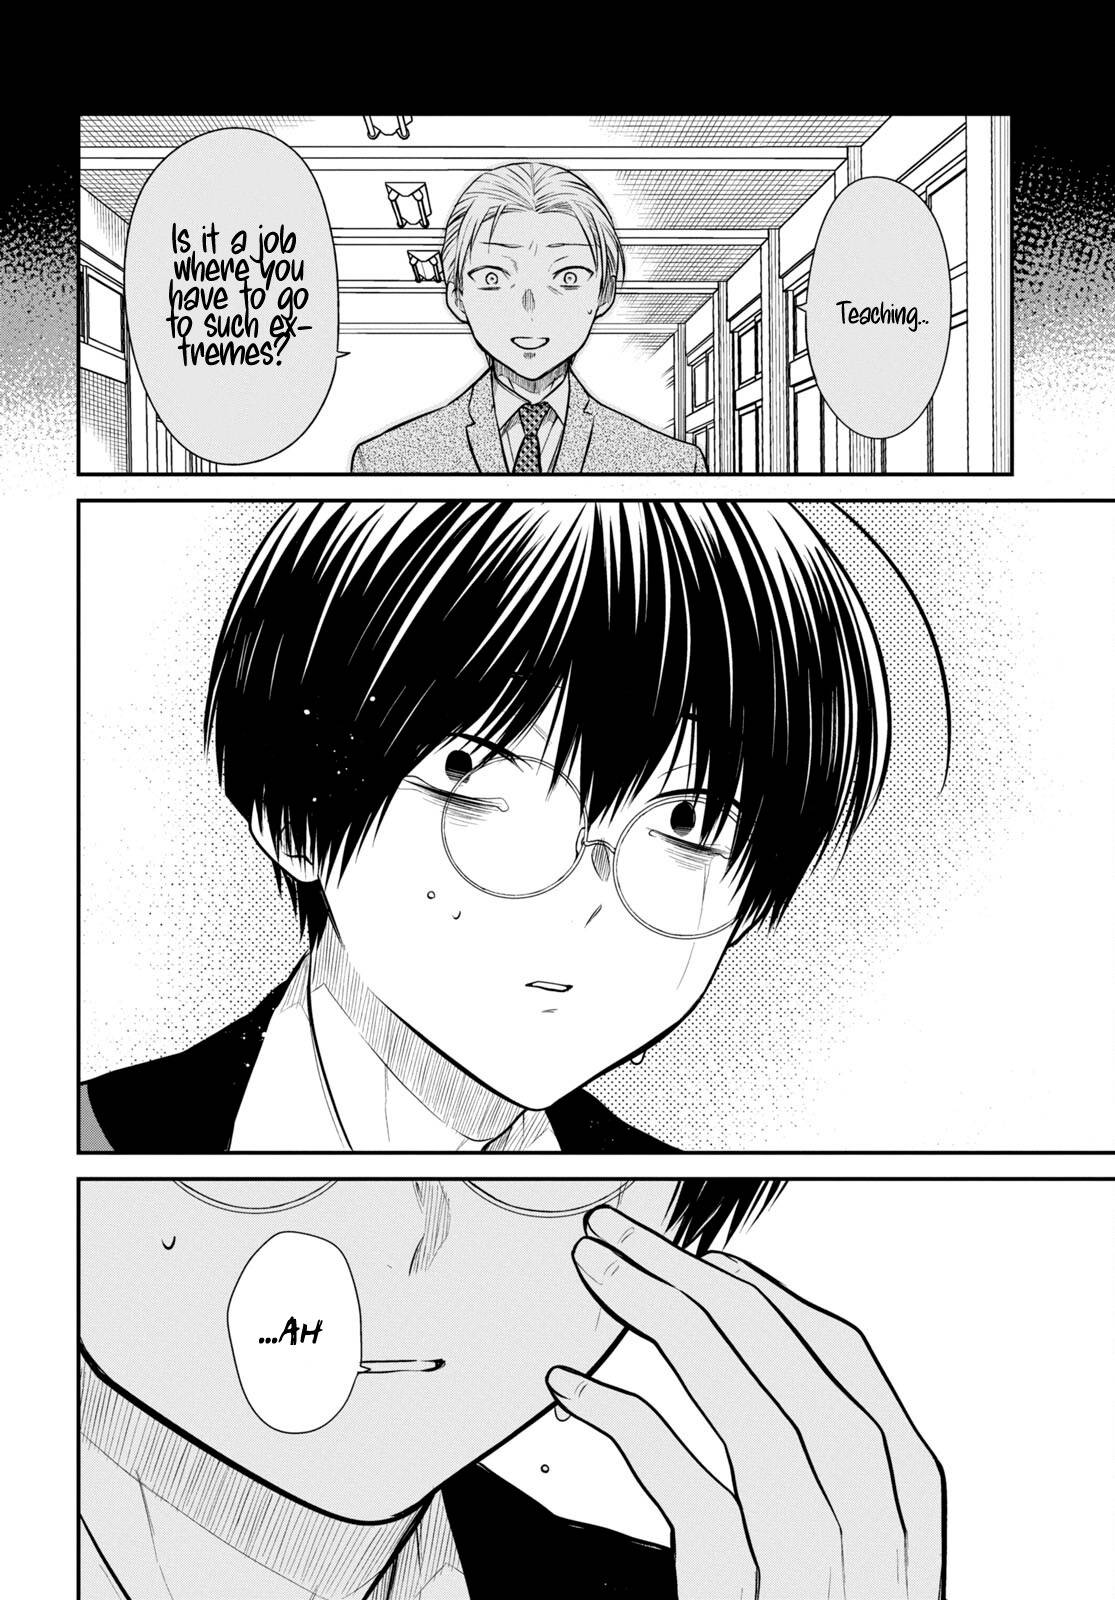 Teaching...
Is it a job
where you
have to go
to such ex-
tremes?
...AH